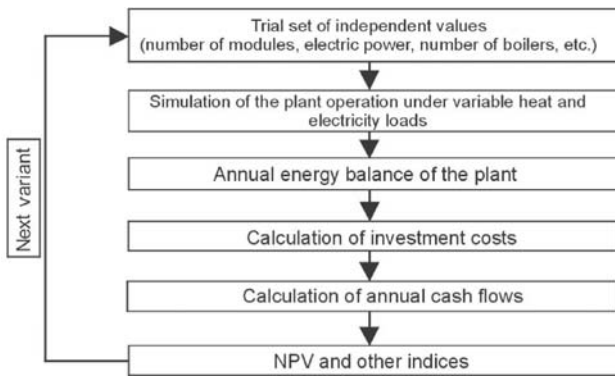 Trial set of independent values
(number of modules, electric power, number of boilers, etc.)
Simulation of the plant operation under variable heat and
electricity loads
Annual energy balance of the plant
Calculation of investment costs
Calculation of annual cash flows
NPV and other indices
Next variant